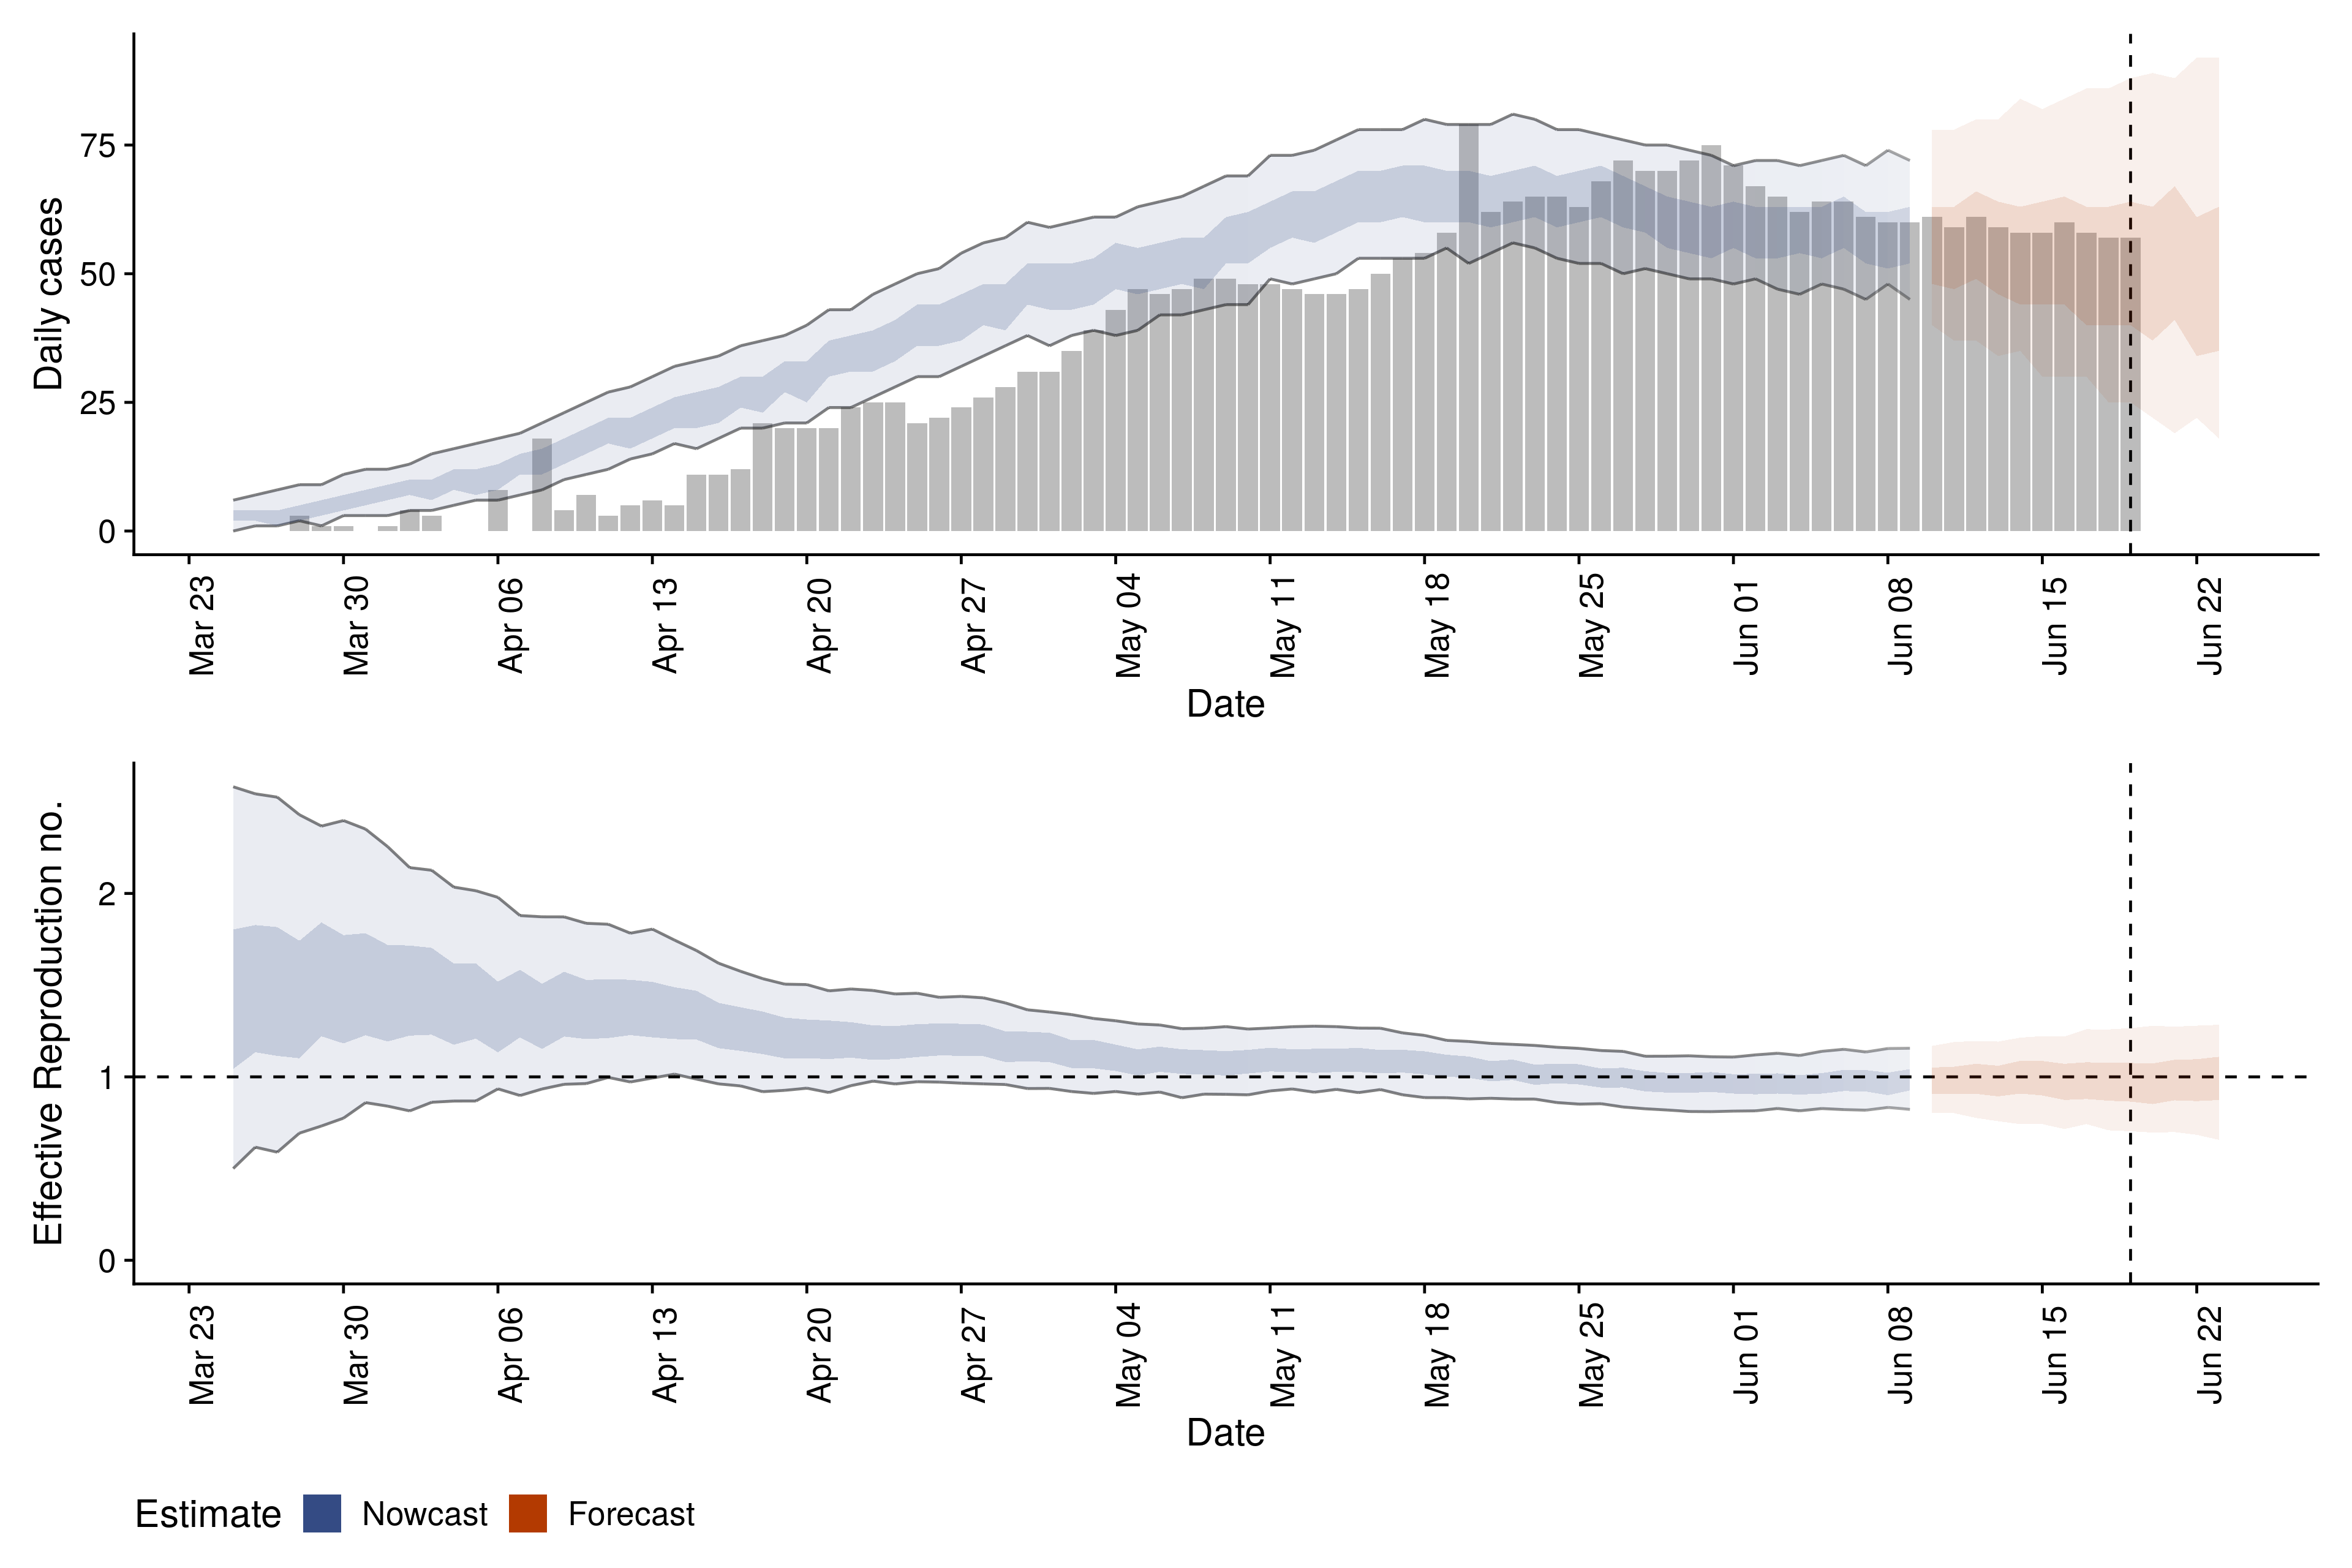 Daily cases
75
50
25
0
Mar 23
Mar 30
Apr 06
Apr 13
Apr 20
Apr 27
May 04
May 11
May 18
May 25
Jun 01
Jun 08
Jun 15
Jun 22
Date
Effective Reproduction no.
2
1
0
Mar 23
Mar 30
Apr 06
Apr 13
Apr 20
Apr 27
May 04
May 11
May 18
May 25
Jun 01
Jun 08
Jun 15
Jun 22
Date
Estimate Nowcast Forecast